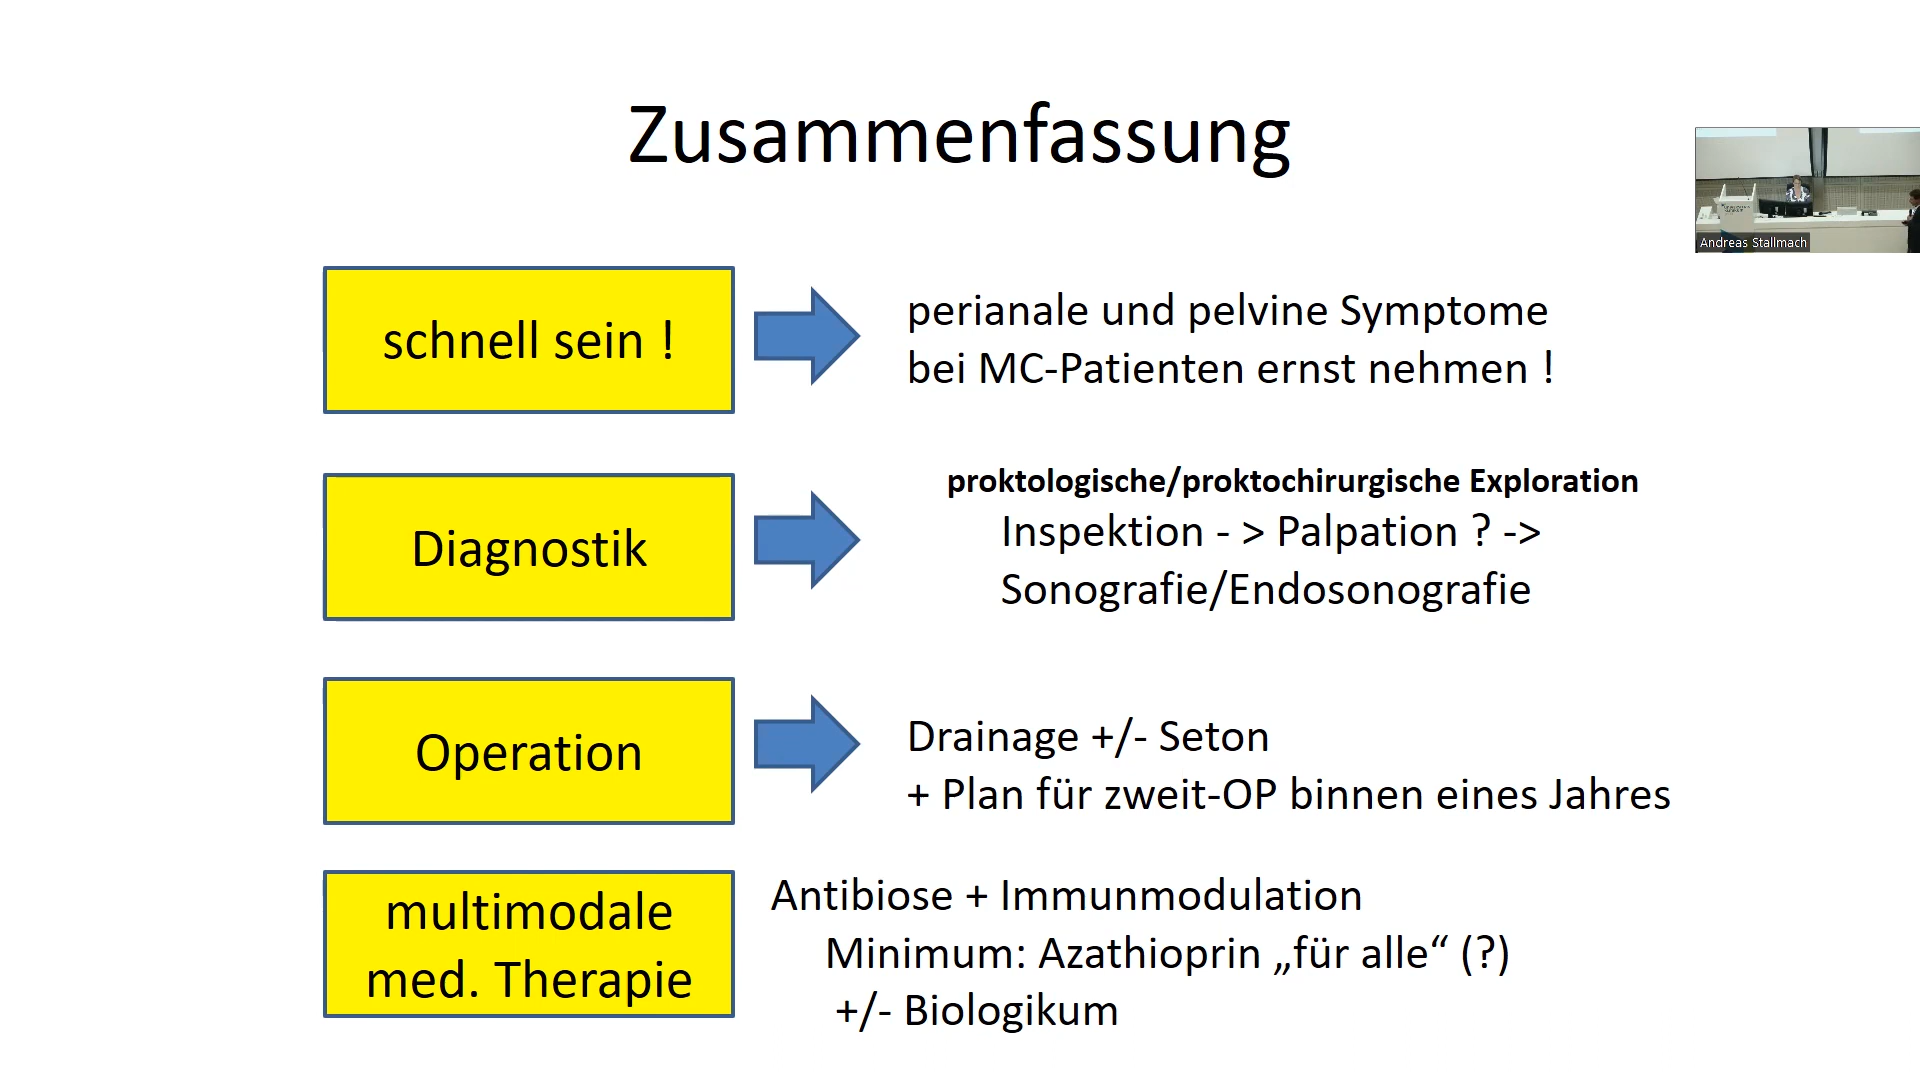 Zusammenfassung
Andreas Stallmach
schnell sein !
perianale und pelvine Symptome
bei MC-Patienten ernst nehmen !
Diagnostik
proktologische/proktochirurgische Exploration
Inspektion - > Palpation ? ->
Sonografie/Endosonografie
Operation
Drainage +/- Seton
+ Plan für zweit-OP binnen eines Jahres
multimodale
med. Therapie
Antibiose + Immunmodulation
Minimum: Azathioprin „für alle“ (?)
+/- Biologikum